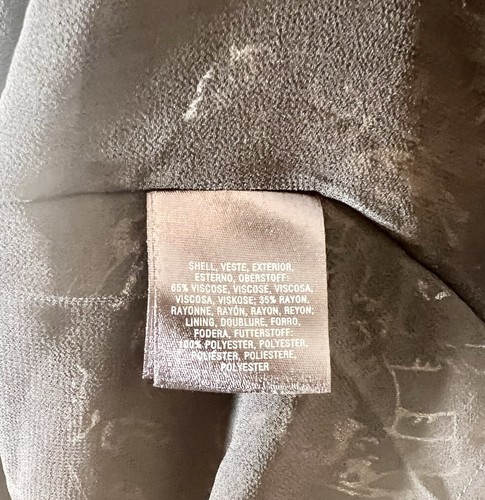 SHELL, VESTE, EXTERIOR,
ESTERNO, OBERSTOFF:
65% VISCOSE, VISCOSE, VISCOSA,
VISCOSA, VISKOSE; 35% RAYON,
RAYONNE, RAYÓN, RAYON, REYON;
LINING, DOUBLURE, FORRO,
FODERA, FUTTERSTOFF:
100% POLYESTER, POLYESTER,
POLIÉSTER, POLIESTERE,
POLYESTER